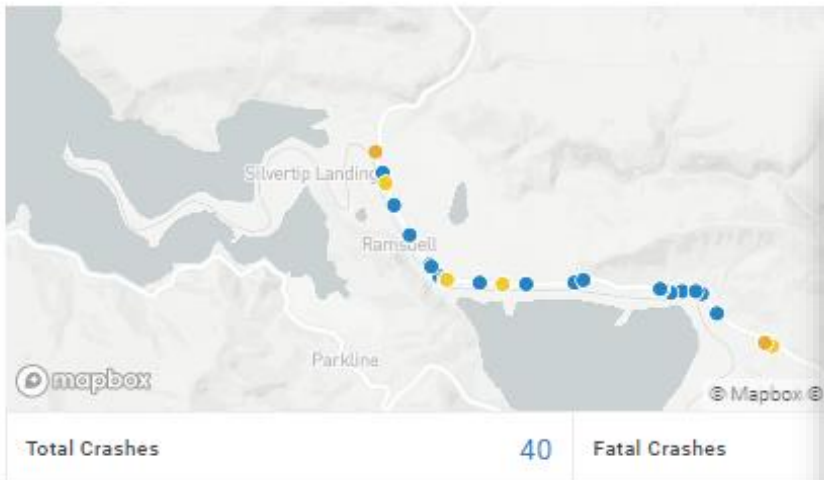 Silvertip Landing
Ramsdell
Parkline
mapbox
© Mapbox ©
Total Crashes
40
Fatal Crashes